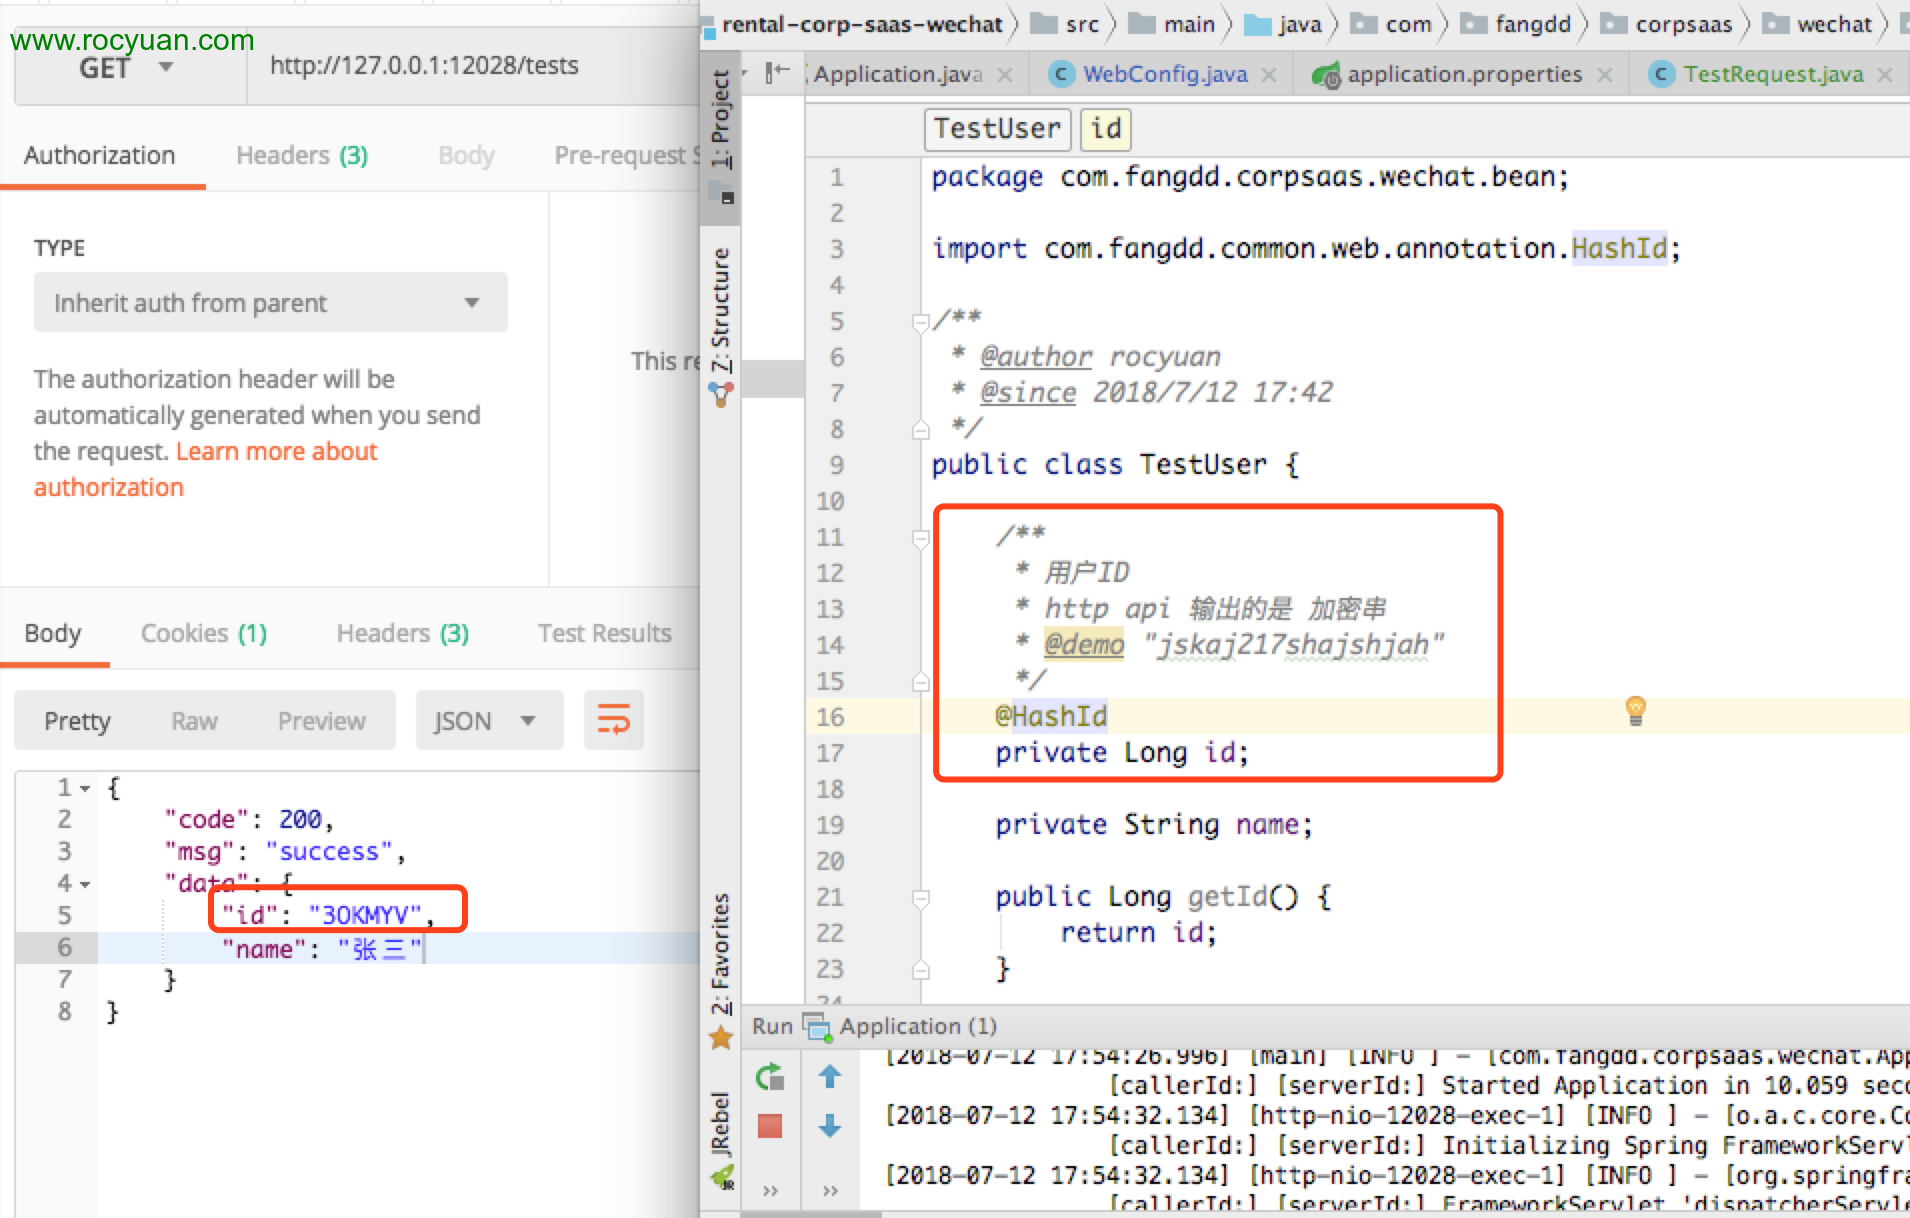 www.rocyuan.com
GET
http://127.0.0.1:12028/tests
Authorization Headers (3) Body Pre-request S
TYPE
Inherit auth from parent
The authorization header will be
automatically generated when you send
the request. Learn more about
authorization
This re
Body Cookies (1) Headers (3) Test Results
Pretty Raw Preview JSON
1 {
2 "code": 200,
3 "msg": "success",
4 "data": {
5 "id": "3OKMYV",
6 "name": "张三"
7 }
8 }
rental-corp-saas-wechat src main java com fangdd corpsaas wechat
Application.java WebConfig.java application.properties TestRequest.java
1: Project
7: Structure
2: Favorites
JRebel
TestUser id
1 package com.fangdd.corpsaas.wechat.bean;
2
3 import com.fangdd.common.web.annotation.HashId;
4
5 /**
6 * @author rocyuan
7 * @since 2018/7/12 17:42
8 */
9 public class TestUser {
10
11 /**
12 * 用户ID
13 * http api 输出的是 加密串
14 * @demo "jskaj217shajshjah"
15 */
16 @HashId
17 private Long id;
18
19 private String name;
20
21 public Long getId() {
22 return id;
23 }
24
Run Application (1)
[2018-07-12 17:54:26.996] [main] [INFO ] - [com.fangdd.corpsaas.wechat.App
[callerId:] [serverId:] Started Application in 10.059 seco
[2018-07-12 17:54:32.134] [http-nio-12028-exec-1] [INFO ] - [o.a.c.core.Co
[callerId:] [serverId:] Initializing Spring FrameworkServl
[2018-07-12 17:54:32.134] [http-nio-12028-exec-1] [INFO ] - [org.springfra
[callerId:] [serverId:] FrameworkServlet 'dispatcherServle